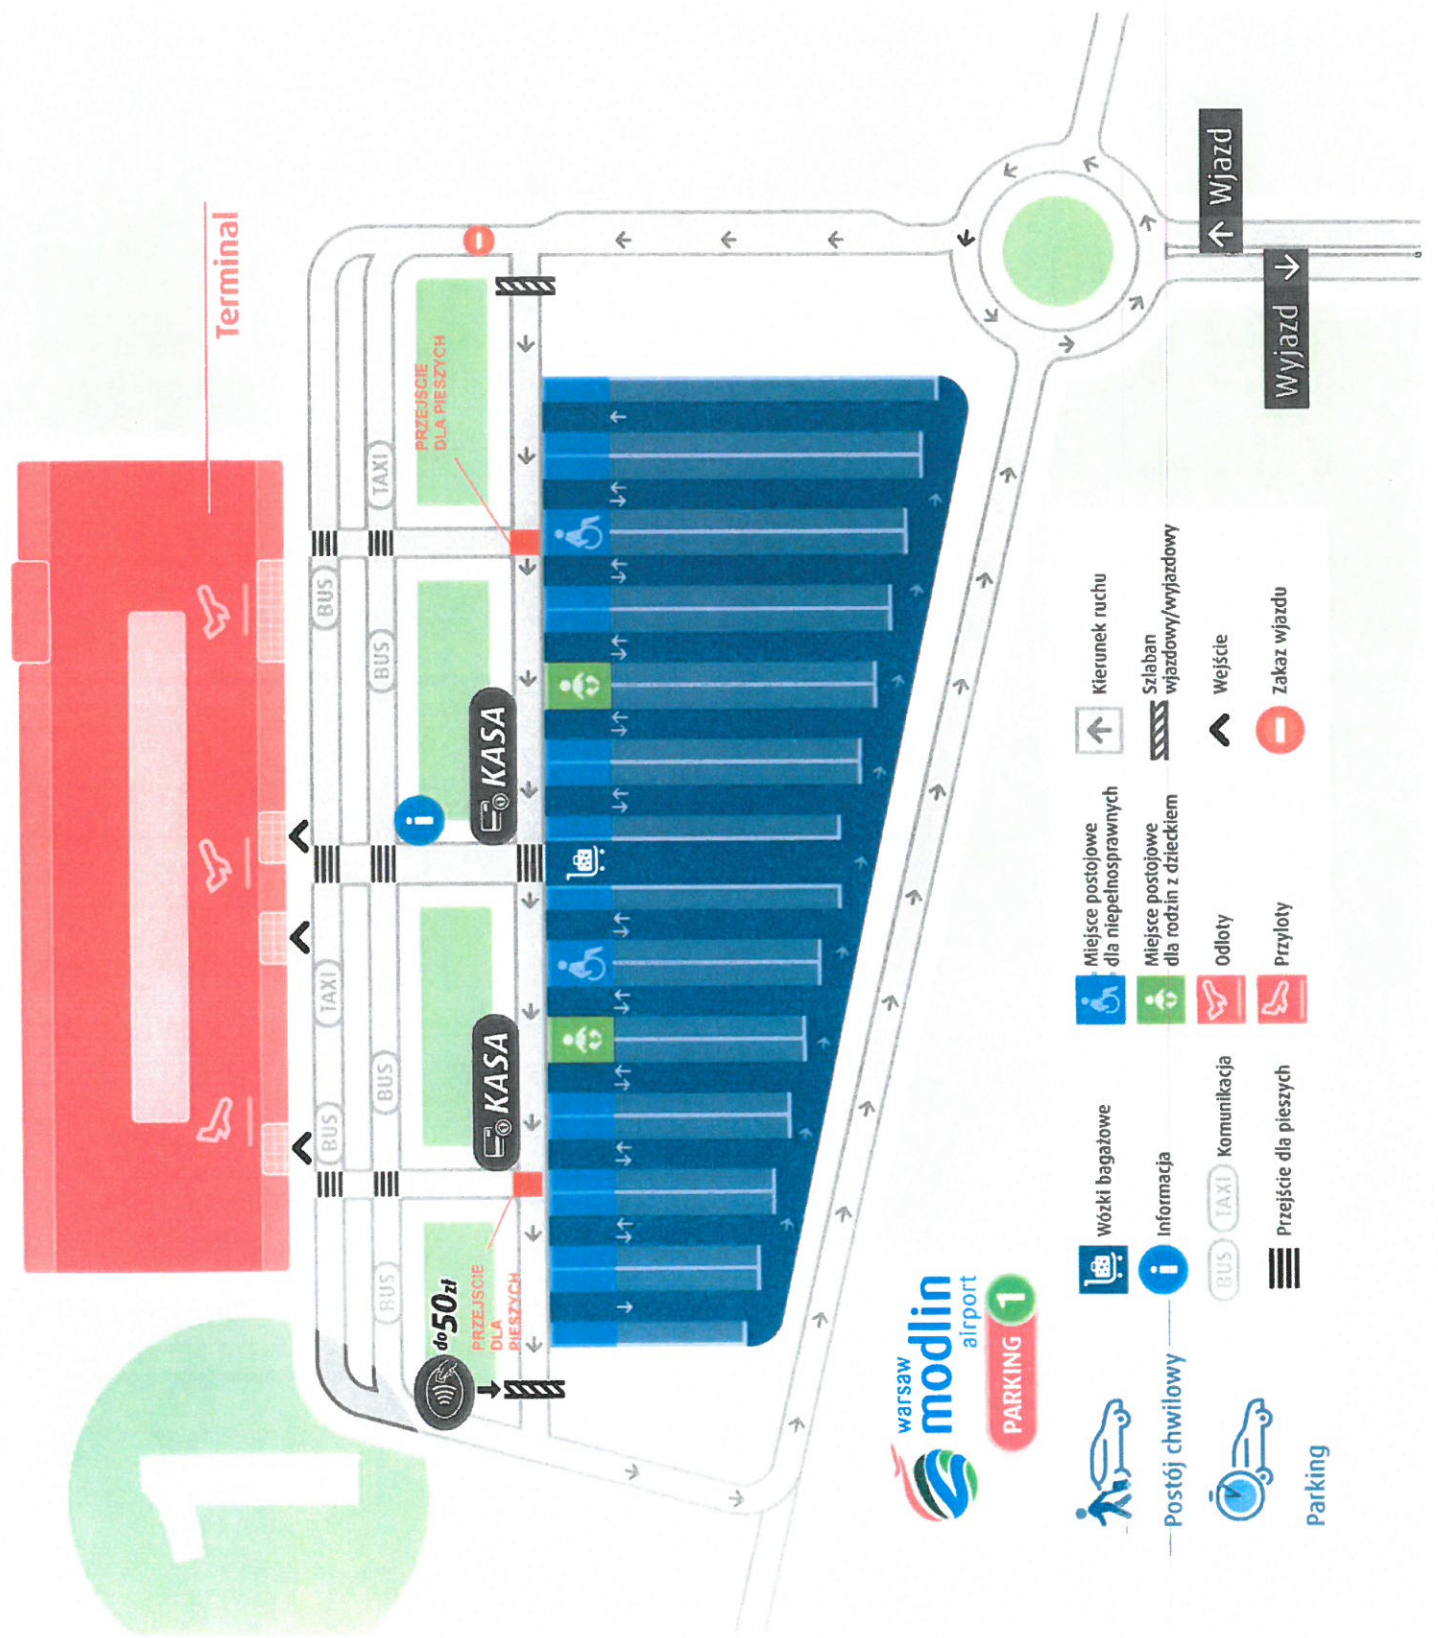 Terminal
1
TAXI
BUS
BUS
TAXI
BUS
BUS
BUS
PRZEJŚCIE
DLA PIESZYCH
KASA
KASA
do 50zł
PRZEJŚCIE
DLA
PIESZYCH
Wjazd
Wyjazd
warsaw
modlin
airport
PARKING 1
Postój chwilowy
Parking
Wózki bagażowe
Informacja
BUS TAXI Komunikacja
Przejście dla pieszych
Miejsce postojowe
dla niepełnosprawnych
Miejsce postojowe
dla rodzin z dzieckiem
Odloty
Przyloty
Kierunek ruchu
Szlaban
wjazdowy/wyjazdowy
Wejście
Zakaz wjazdu